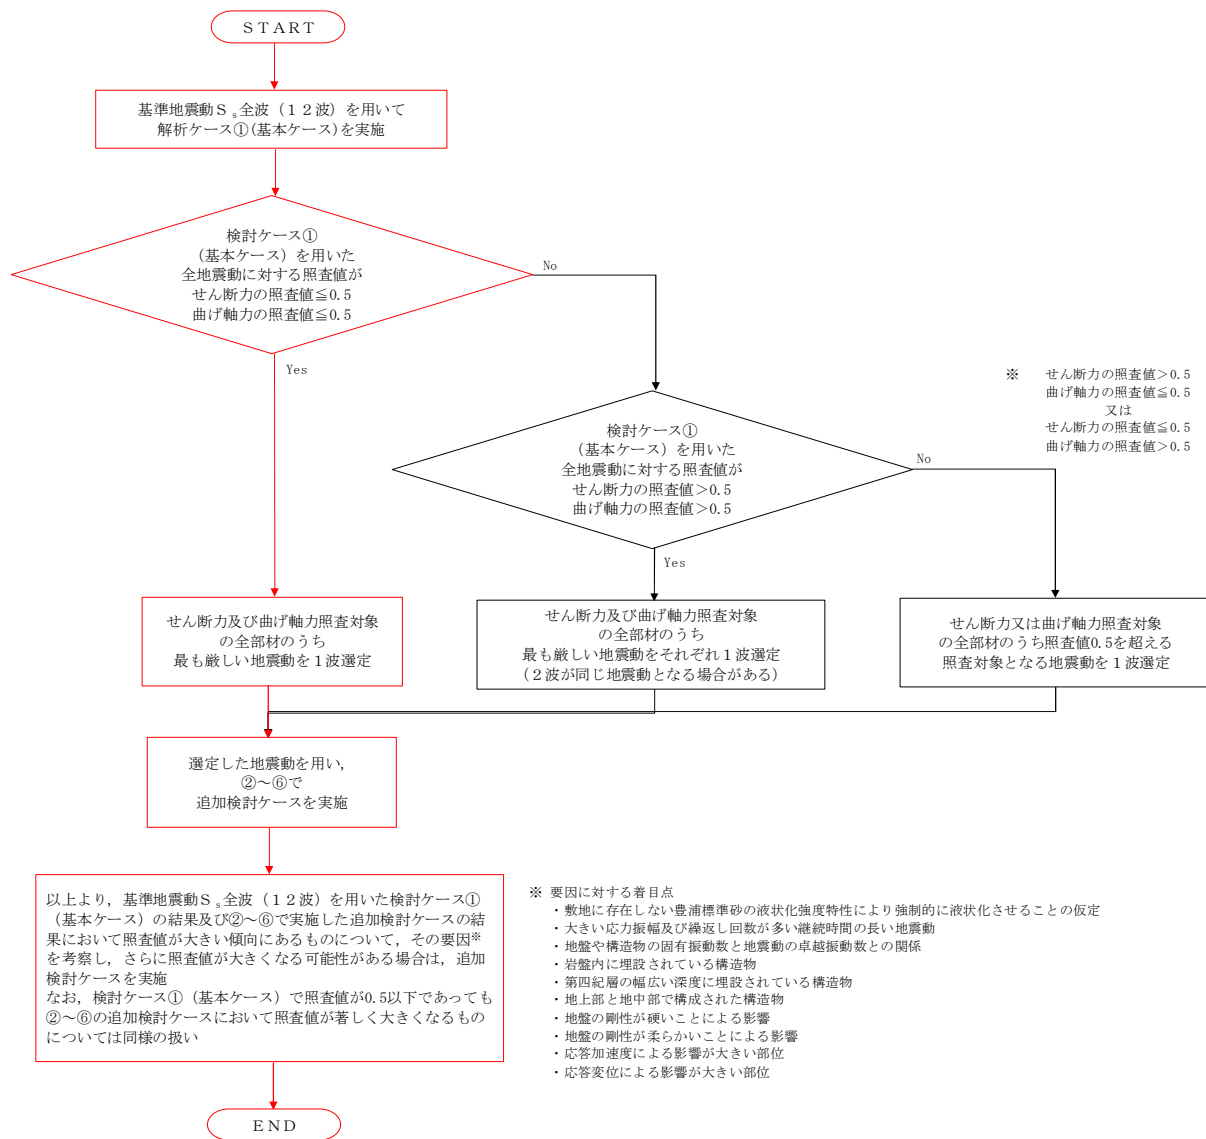 ＳＴＡＲＴ
基準地震動Ｓｓ全波（１２波）を用いて
解析ケース①(基本ケース)を実施
検討ケース①
（基本ケース）を用いた
全地震動に対する照査値が
せん断力の照査値≦0.5
曲げ軸力の照査値≦0.5
No
Yes
※　せん断力の照査値＞0.5
曲げ軸力の照査値≦0.5
又は
せん断力の照査値≦0.5
曲げ軸力の照査値＞0.5
検討ケース①
（基本ケース）を用いた
全地震動に対する照査値が
せん断力の照査値＞0.5
曲げ軸力の照査値＞0.5
No
Yes
せん断力及び曲げ軸力照査対象
の全部材のうち
最も厳しい地震動を１波選定
せん断力及び曲げ軸力照査対象
の全部材のうち
最も厳しい地震動をそれぞれ１波選定
（２波が同じ地震動となる場合がある）
せん断力又は曲げ軸力照査対象
の全部材のうち照査値0.5を超える
照査対象となる地震動を１波選定
選定した地震動を用い，
②～⑥で
追加検討ケースを実施
以上より，基準地震動Ｓｓ全波（１２波）を用いた検討ケース①
（基本ケース）の結果及び②～⑥で実施した追加検討ケースの結
果において照査値が大きい傾向にあるものについて，その要因※
を考察し，さらに照査値が大きくなる可能性がある場合は，追加
検討ケースを実施
なお，検討ケース①（基本ケース）で照査値が0.5以下であっても
②～⑥の追加検討ケースにおいて照査値が著しく大きくなるもの
については同様の扱い
※ 要因に対する着目点
・敷地に存在しない豊浦標準砂の液状化強度特性により強制的に液状化させることの仮定
・大きい応力振幅及び繰返し回数が多い継続時間の長い地震動
・地盤や構造物の固有振動数と地震動の卓越振動数との関係
・岩盤内に埋設されている構造物
・第四紀層の幅広い深度に埋設されている構造物
・地上部と地中部で構成された構造物
・地盤の剛性が硬いことによる影響
・地盤の剛性が柔らかいことによる影響
・応答加速度による影響が大きい部位
・応答変位による影響が大きい部位
ＥＮＤ